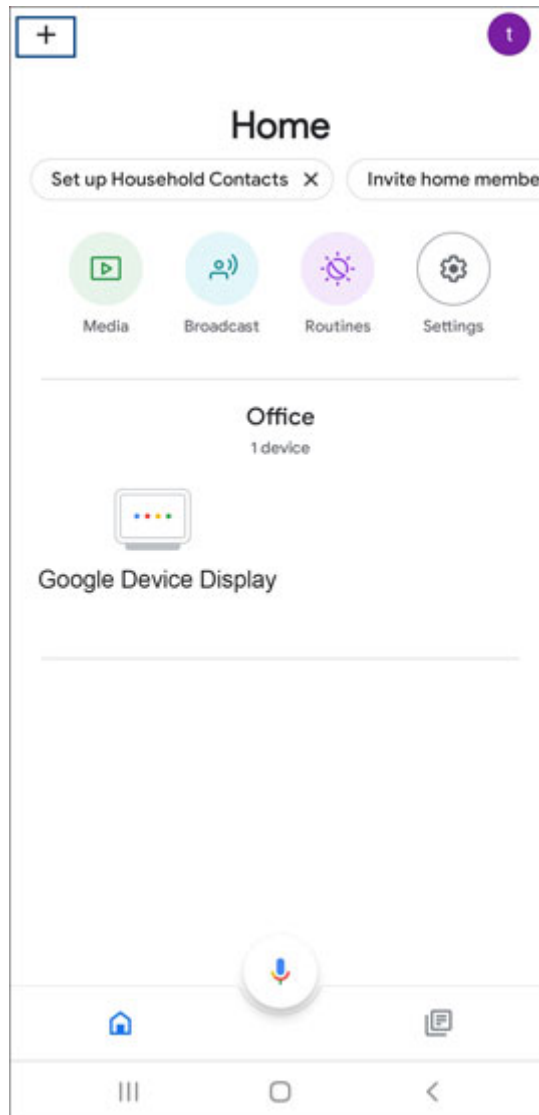 +
t
Home
Set up Household Contacts X
Invite home membe
Media
Broadcast
Routines
Settings
Office
1 device
Google Device Display